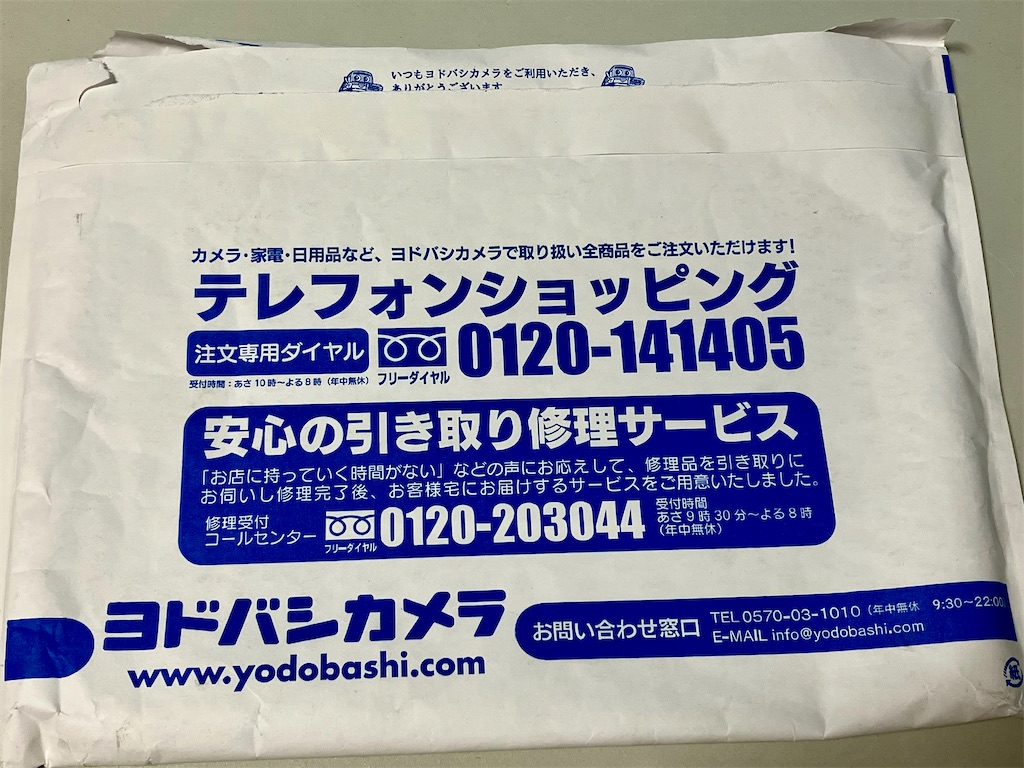 いつもヨドバシカメラをご利用いただき、
ありがとうございます
カメラ・家電・日用品など、ヨドバシカメラで取り扱い全商品をご注文いただけます!
テレフォンショッピング
注文専用ダイヤル
フリーダイヤル
0120-141405
受付時間:あさ10時～よる8時(年中無休)
安心の引き取り修理サービス
「お店に持っていく時間がない」などの声にお応えして、修理品を引き取りに
お伺いし修理完了後、お客様宅にお届けするサービスをご用意いたしました。
修理受付
コールセンター
フリーダイヤル
0120-203044
受付時間
あさ9時30分～よる8時
(年中無休)
ヨドバシカメラ
www.yodobashi.com
お問い合わせ窓口
TEL 0570-03-1010 (年中無休 9:30～22:00)
E-MAIL info@yodobashi.com
紙